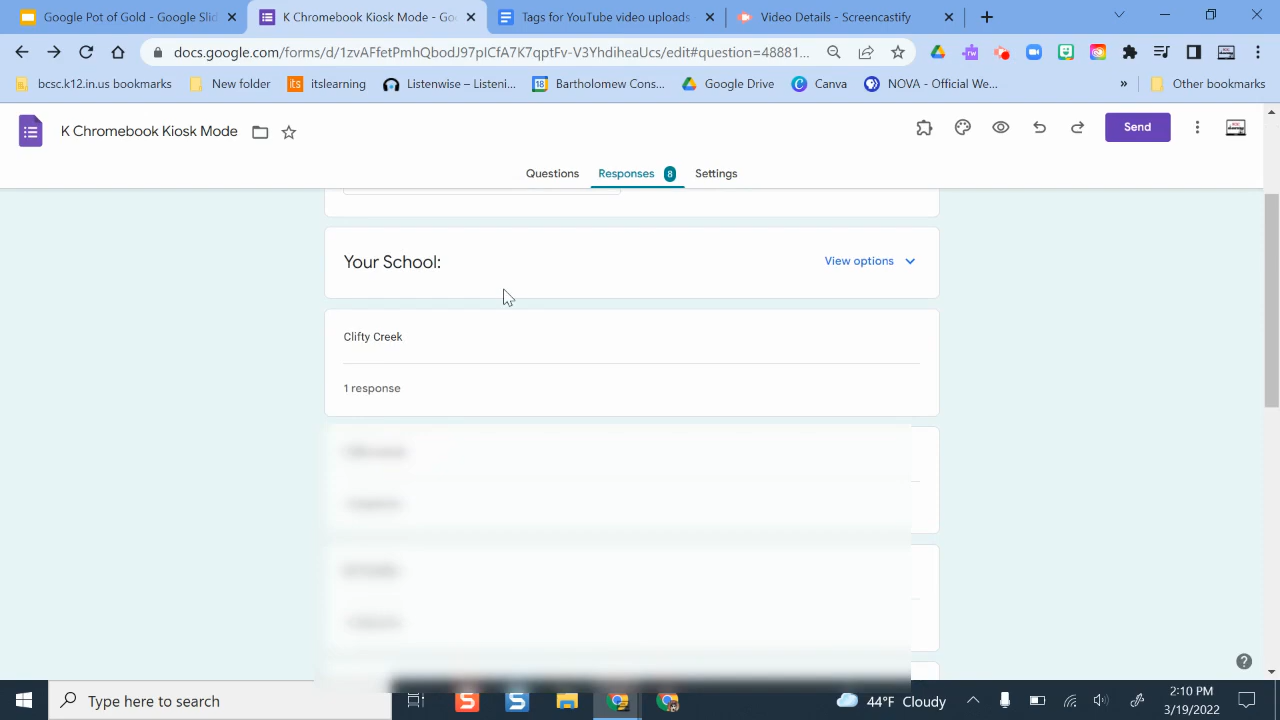 Google Pot of Gold - Google Slid
K Chromebook Kiosk Mode - Goo
Tags for YouTube video uploads
Video Details - Screencastify
docs.google.com/forms/d/1zvAFfetPmhQbodJ97pICfA7K7qptFv-V3YhdiheaUcs/edit#question=48881...
bcsc.k12.in.us bookmarks
New folder
its
itslearning
Listenwise – Listeni...
18
Bartholomew Cons...
Google Drive
Canva
NOVA - Official We...
»
Other bookmarks
K Chromebook Kiosk Mode
Send
Questions
Responses
8
Settings
Your School:
View options
Clifty Creek
1 response
Type here to search
44°F Cloudy
2:10 PM
3/19/2022